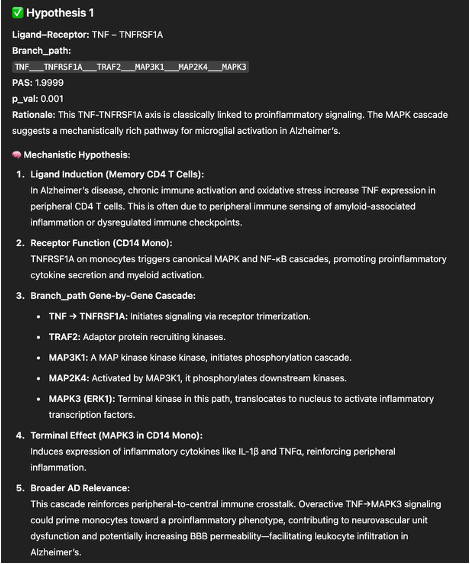 ✅ Hypothesis 1
Ligand–Receptor: TNF – TNFRSF1A
Branch_path:
TNF___TNFRSF1A___TRAF2___MAP3K1___MAP2K4___MAPK3
PAS: 1.9999
p_val: 0.001
Rationale: This TNF-TNFRSF1A axis is classically linked to proinflammatory signaling. The MAPK cascade
suggests a mechanistically rich pathway for microglial activation in Alzheimer's.
🧠 Mechanistic Hypothesis:
1. Ligand Induction (Memory CD4 T Cells):
In Alzheimer's disease, chronic immune activation and oxidative stress increase TNF expression in
peripheral CD4 T cells. This is often due to peripheral immune sensing of amyloid-associated
inflammation or dysregulated immune checkpoints.
2. Receptor Function (CD14 Mono):
TNFRSF1A on monocytes triggers canonical MAPK and NF-κB cascades, promoting proinflammatory
cytokine secretion and myeloid activation.
3. Branch_path Gene-by-Gene Cascade:
• TNF → TNFRSF1A: Initiates signaling via receptor trimerization.
• TRAF2: Adaptor protein recruiting kinases.
• MAP3K1: A MAP kinase kinase kinase, initiates phosphorylation cascade.
• MAP2K4: Activated by MAP3K1, it phosphorylates downstream kinases.
• MAPK3 (ERK1): Terminal kinase in this path, translocates to nucleus to activate inflammatory
transcription factors.
4. Terminal Effect (MAPK3 in CD14 Mono):
Induces expression of inflammatory cytokines like IL-1β and TNFα, reinforcing peripheral
inflammation.
5. Broader AD Relevance:
This cascade reinforces peripheral-to-central immune crosstalk. Overactive TNF→MAPK3 signaling
could prime monocytes toward a proinflammatory phenotype, contributing to neurovascular unit
dysfunction and potentially increasing BBB permeability—facilitating leukocyte infiltration in
Alzheimer's.